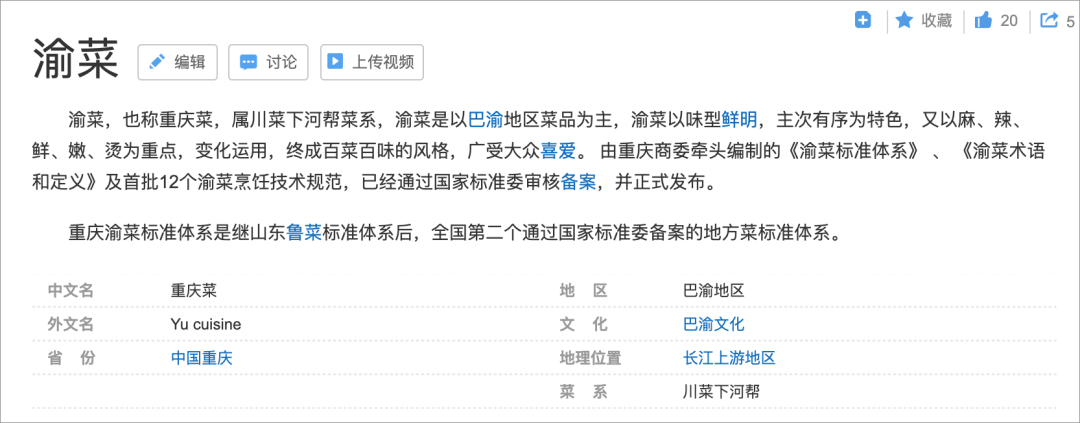 收藏 20 5
渝菜 编辑 讨论 上传视频
渝菜，也称重庆菜，属川菜下河帮菜系，渝菜是以巴渝地区菜品为主，渝菜以味型鲜明，主次有序为特色，又以麻、辣、
鲜、嫩、烫为重点，变化运用，终成百菜百味的风格，广受大众喜爱。 由重庆商委牵头编制的《渝菜标准体系》 、 《渝菜术语
和定义》及首批12个渝菜烹饪技术规范，已经通过国家标准委审核备案，并正式发布。
重庆渝菜标准体系是继山东鲁菜标准体系后，全国第二个通过国家标准委备案的地方菜标准体系。
中文名 重庆菜 地 区 巴渝地区
外文名 Yu cuisine 文 化 巴渝文化
省 份 中国重庆 地理位置 长江上游地区
菜 系 川菜下河帮